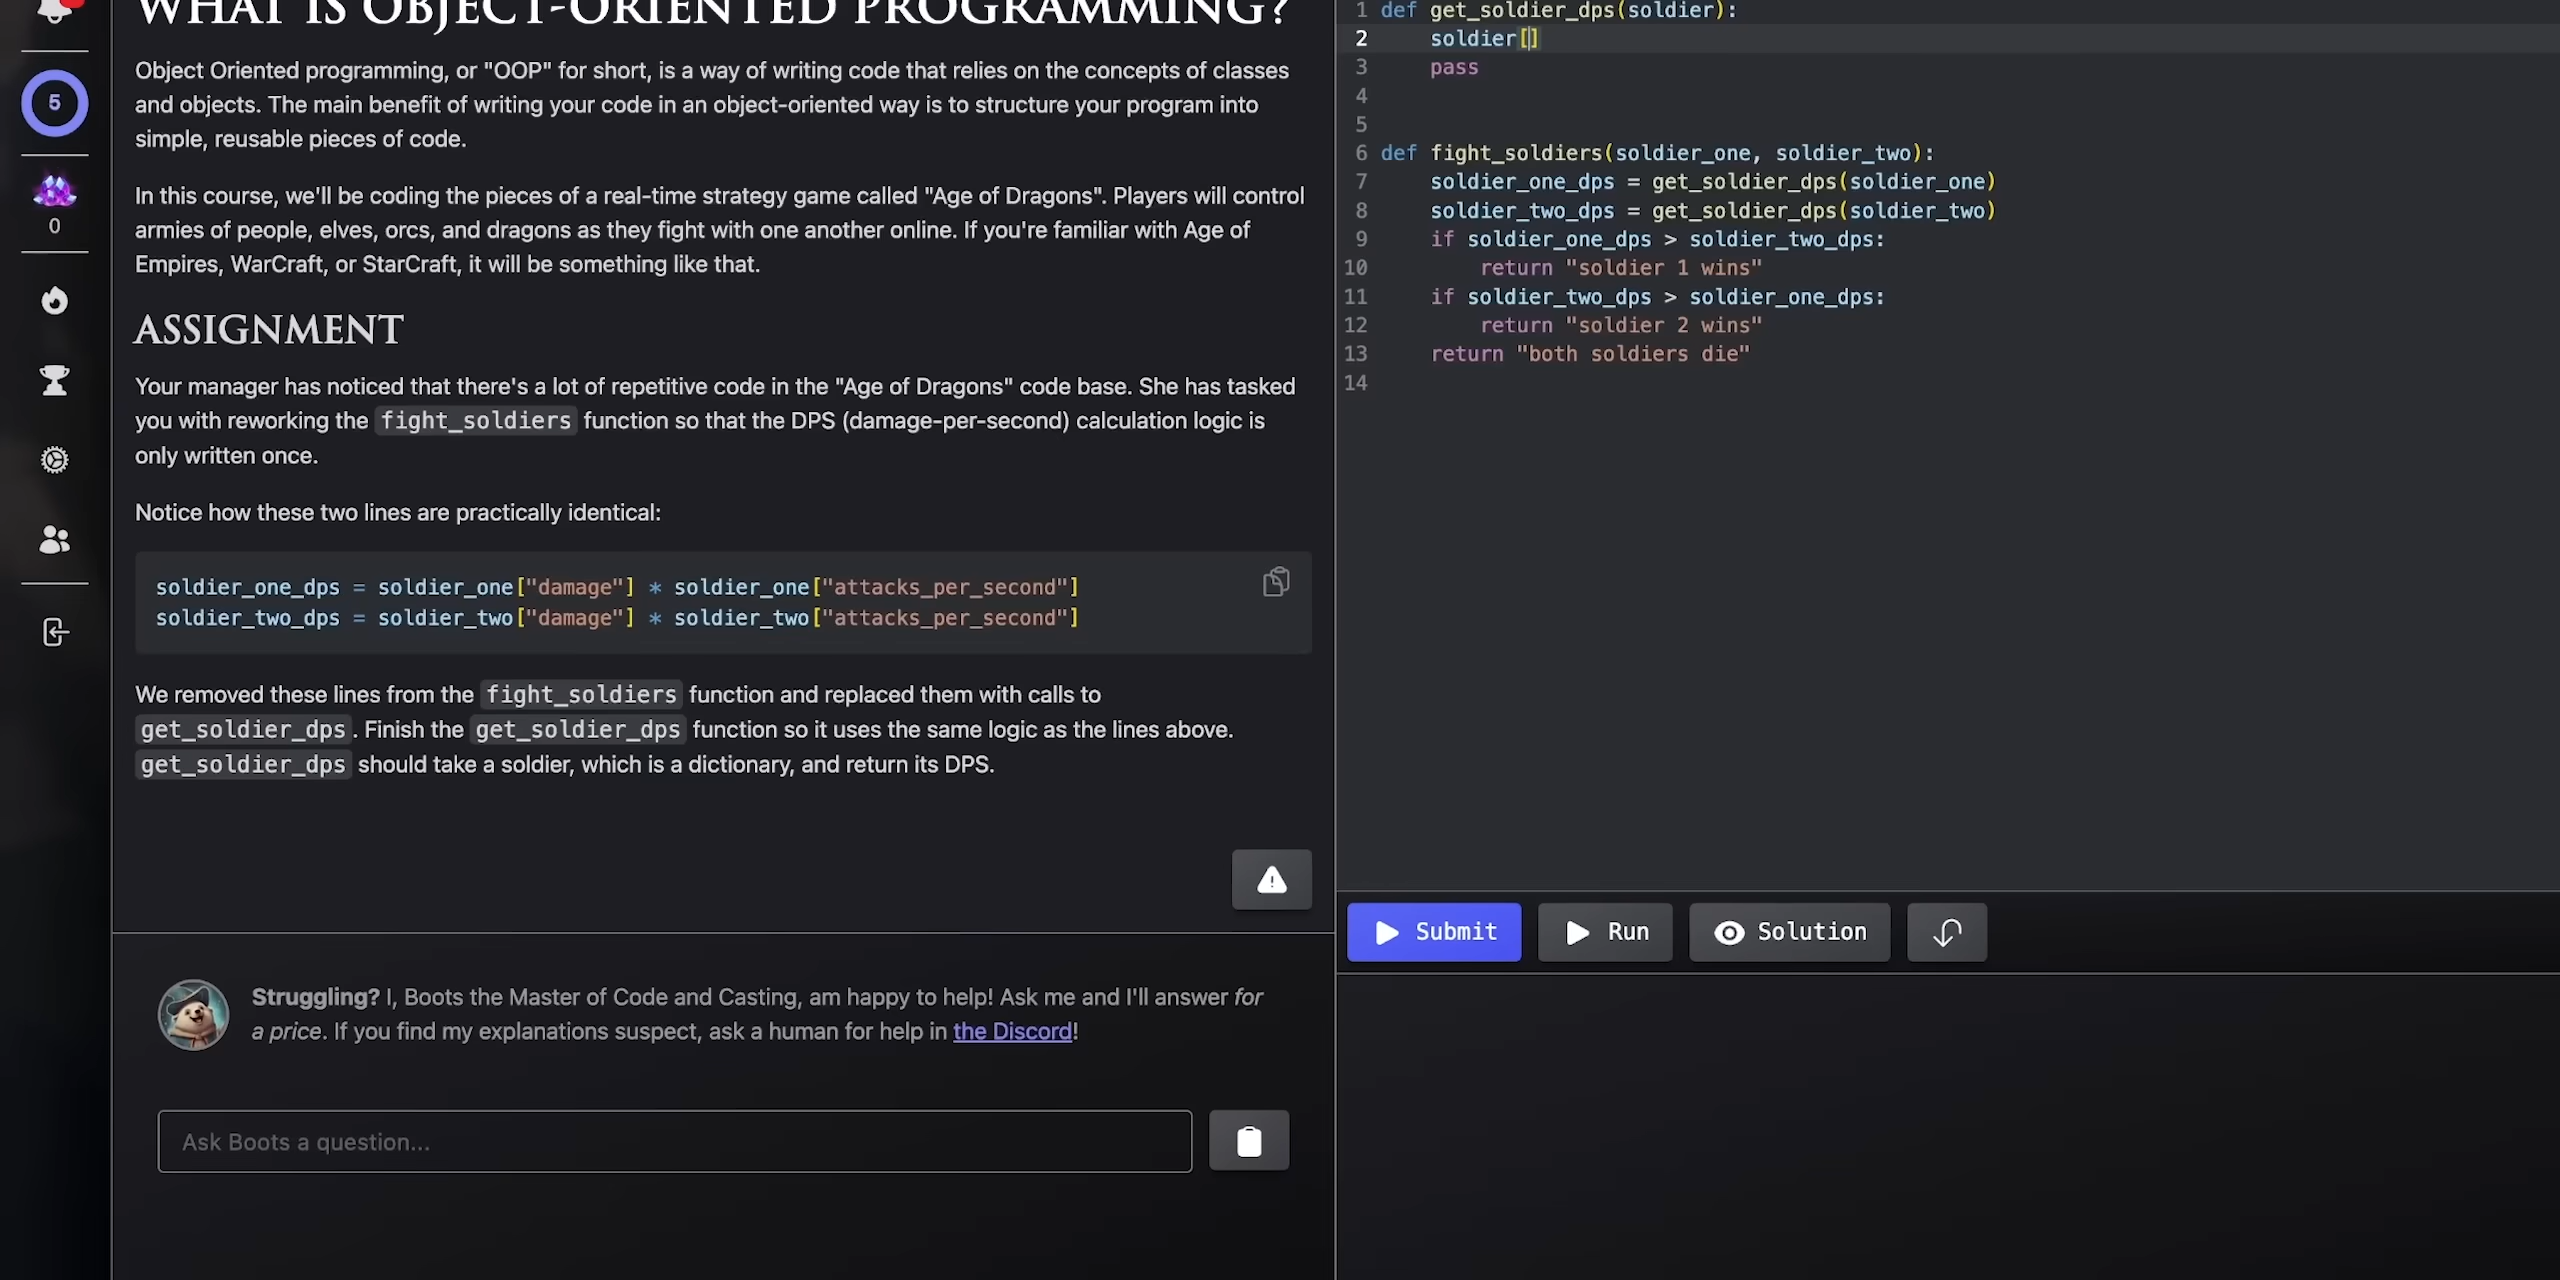 WHAT IS OBJECT-ORIENTED PROGRAMMING?
5
0
Object Oriented programming, or "OOP" for short, is a way of writing code that relies on the concepts of classes
and objects. The main benefit of writing your code in an object-oriented way is to structure your program into
simple, reusable pieces of code.
In this course, we'll be coding the pieces of a real-time strategy game called "Age of Dragons". Players will control
armies of people, elves, orcs, and dragons as they fight with one another online. If you're familiar with Age of
Empires, WarCraft, or StarCraft, it will be something like that.
ASSIGNMENT
Your manager has noticed that there's a lot of repetitive code in the "Age of Dragons" code base. She has tasked
you with reworking the fight_soldiers function so that the DPS (damage-per-second) calculation logic is
only written once.
Notice how these two lines are practically identical:
soldier_one_dps = soldier_one["damage"] * soldier_one["attacks_per_second"]
soldier_two_dps = soldier_two["damage"] * soldier_two["attacks_per_second"]
We removed these lines from the fight_soldiers function and replaced them with calls to
get_soldier_dps. Finish the get_soldier_dps function so it uses the same logic as the lines above.
get_soldier_dps should take a soldier, which is a dictionary, and return its DPS.
Struggling? I, Boots the Master of Code and Casting, am happy to help! Ask me and I'll answer for
a price. If you find my explanations suspect, ask a human for help in the Discord!
Ask Boots a question...
1 def get_soldier_dps(soldier):
2     soldier[]
3     pass
4
5
6 def fight_soldiers(soldier_one, soldier_two):
7     soldier_one_dps = get_soldier_dps(soldier_one)
8     soldier_two_dps = get_soldier_dps(soldier_two)
9     if soldier_one_dps > soldier_two_dps:
10         return "soldier 1 wins"
11     if soldier_two_dps > soldier_one_dps:
12         return "soldier 2 wins"
13     return "both soldiers die"
14
Submit Run Solution